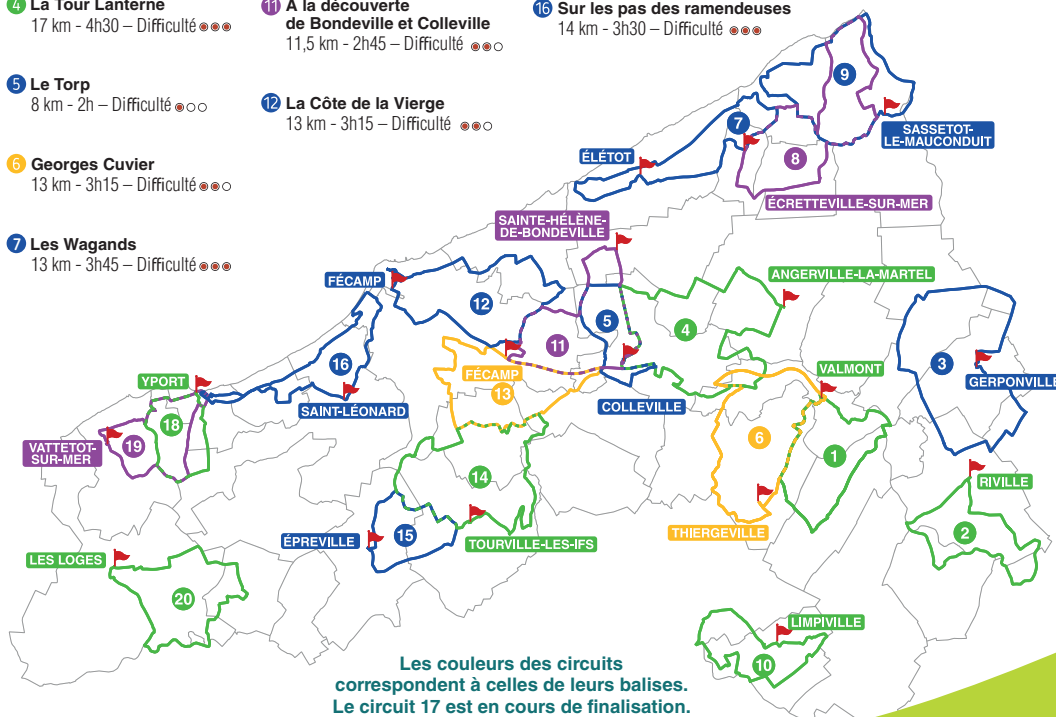 4 La Tour Lanterne
17 km - 4h30 – Difficulté
5 Le Torp
8 km - 2h – Difficulté
6 Georges Cuvier
13 km - 3h15 – Difficulté
7 Les Wagands
13 km - 3h45 – Difficulté
11 A la découverte
de Bondeville et Colleville
11,5 km - 2h45 – Difficulté
12 La Côte de la Vierge
13 km - 3h15 – Difficulté
16 Sur les pas des ramendeuses
14 km - 3h30 – Difficulté
9
7
SASSETOT-
LE-MAUCONDUIT
ÉLÉTOT
8
ÉCRETTEVILLE-SUR-MER
SAINTE-HÉLÈNE-
DE-BONDEVILLE
FÉCAMP
ANGERVILLE-LA-MARTEL
12
5
4
11
16
3
YPORT
FÉCAMP
VALMONT
GERPONVILLE
13
SAINT-LÉONARD
COLLEVILLE
18
19
VATTETOT-
SUR-MER
6
1
14
RIVILLE
15
ÉPREVILLE
TOURVILLE-LES-IFS
THIERGEVILLE
2
LES LOGES
20
LIMPIVILLE
10
Les couleurs des circuits
correspondent à celles de leurs balises.
Le circuit 17 est en cours de finalisation.